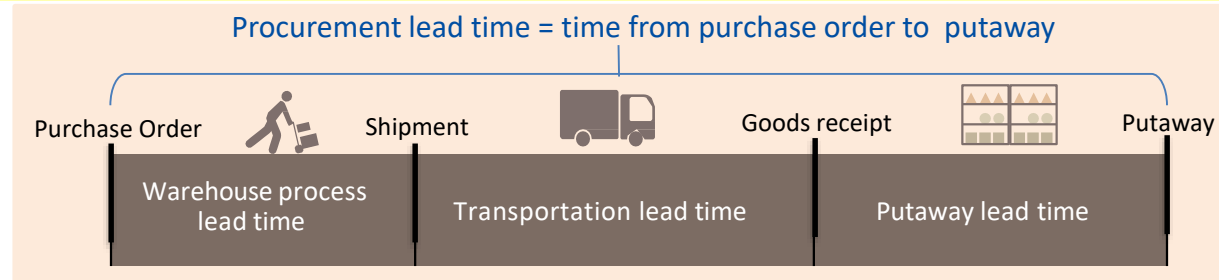 Procurement lead time = time from purchase order to putaway
Purchase Order
Shipment
Goods receipt
Putaway
Warehouse process
lead time
Transportation lead time
Putaway lead time